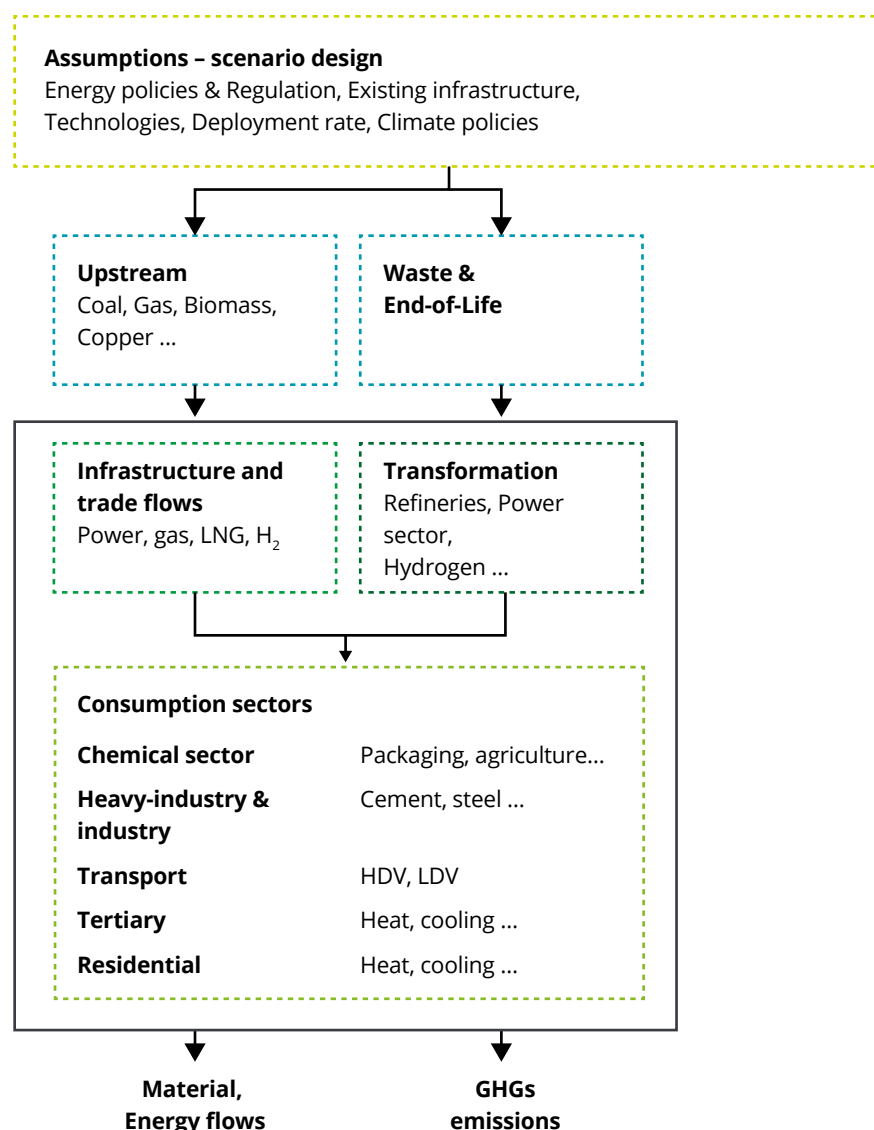 Assumptions – scenario design
Energy policies & Regulation, Existing infrastructure,
Technologies, Deployment rate, Climate policies
Upstream
Coal, Gas, Biomass,
Copper ...
Waste &
End-of-Life
Infrastructure and
trade flows
Power, gas, LNG, H₂
Transformation
Refineries, Power
sector,
Hydrogen ...
Consumption sectors
Chemical sector Packaging, agriculture...
Heavy-industry & Cement, steel ...
industry
Transport HDV, LDV
Tertiary Heat, cooling ...
Residential Heat, cooling ...
Material,
Energy flows
GHGs
emissions